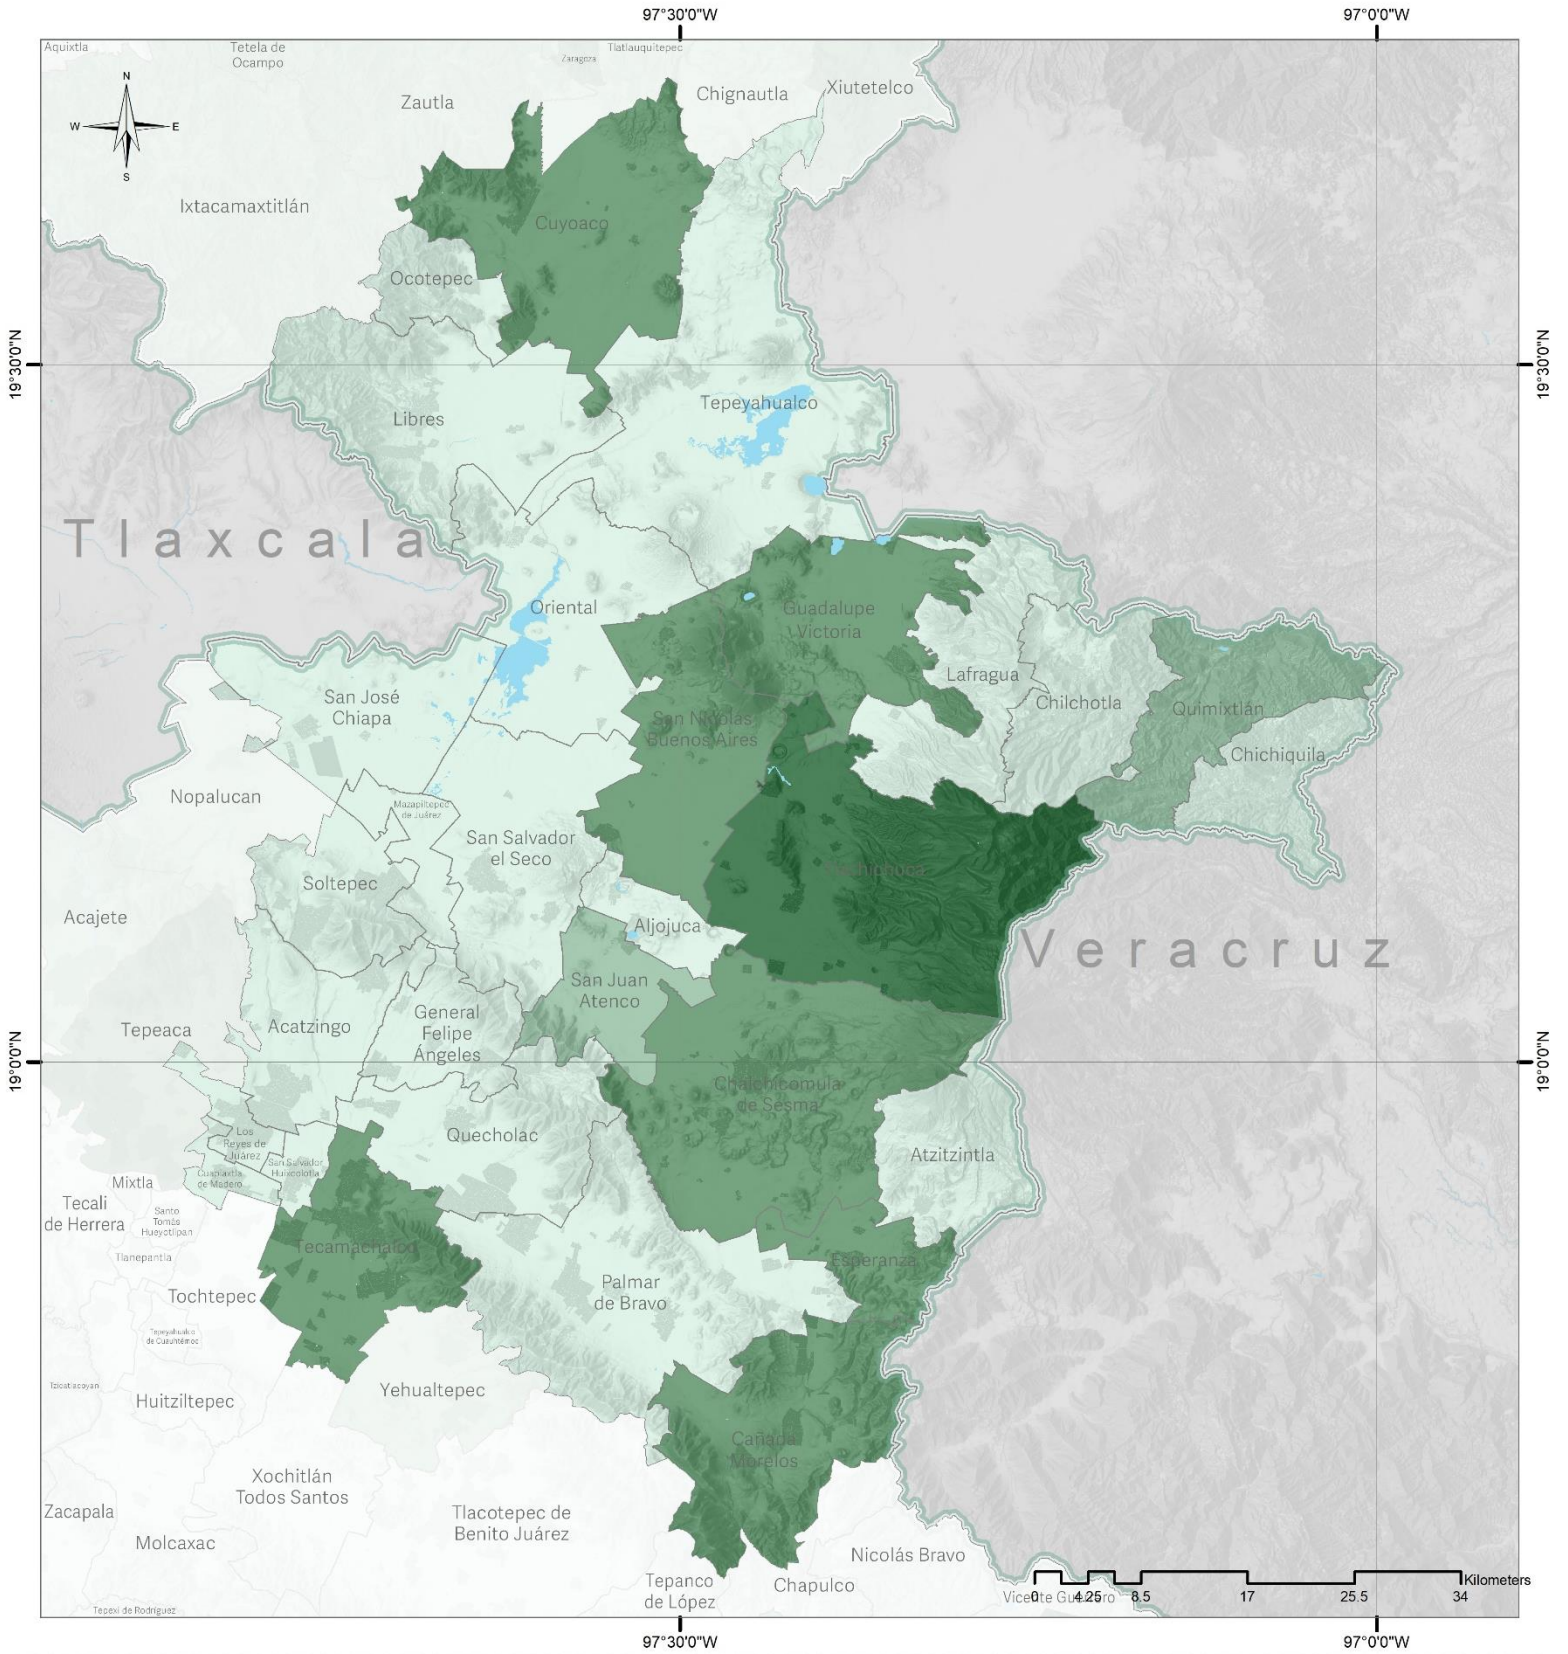 97°30'0"W
97°0'0"W
Aquixtla
Tetela de
Ocampo
Tlatlauquitepec
Zaragoza
N
W
E
S
Zautla
Chignautla
Xiutetelco
Ixtacamaxtitlán
Cuyoaco
Ocotepec
19°30'0"N
19°30'0"N
Libres
Tepeyahualco
Tlaxcala
Oriental
Guadalupe
Victoria
Lafragua
San José
Chiapa
Chilchotla
Quimixtlán
San Nicolás
Buenos Aires
Chichiquila
Nopalucan
Mazapiltepec
de Juárez
San Salvador
el Seco
Soltepec
Acajete
Aljojuca
Veracruz
San Juan
Atenco
Tepeaca
Acatzingo
General
Felipe
Ángeles
19°0'0"N
19°0'0"N
Chalchicomula
de Sesma
Los
Reyes de
Juárez
Quecholac
Atzitzintla
San Salvador
Huixcolotla
Cuapiaxtla
de Madero
Mixtla
Tecali
de Herrera
Santo
Tomás
Hueyotlipan
Tlanepantla
Tecamachalco
Esperanza
Tochtepec
Palmar
de Bravo
Tepeyahualco
de Cuauhtémoc
Tzicatlacoyan
Huitziltepec
Yehualtepec
Cañada
Morelos
Xochitlán
Todos Santos
Zacapala
Tlacotepec de
Benito Juárez
Molcaxac
Nicolás Bravo
Tepanco
de López
Chapulco
Kilometers
Vicente Guerrero
0 4.25 8.5 17 25.5 34
Tepexi de Rodríguez
97°30'0"W
97°0'0"W